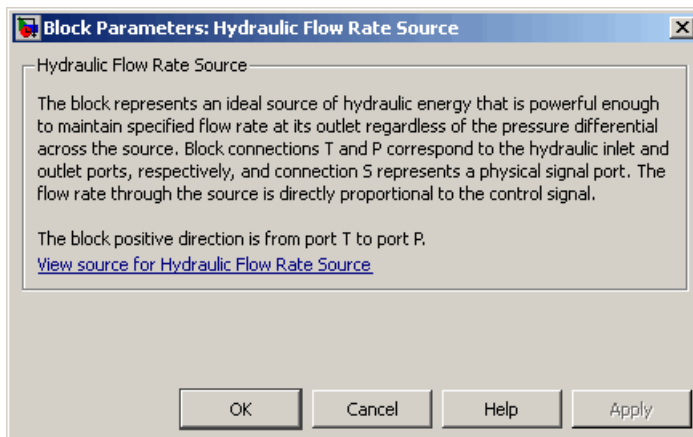 Block Parameters: Hydraulic Flow Rate Source
Hydraulic Flow Rate Source
The block represents an ideal source of hydraulic energy that is powerful enough
to maintain specified flow rate at its outlet regardless of the pressure differential
across the source. Block connections T and P correspond to the hydraulic inlet and
outlet ports, respectively, and connection S represents a physical signal port. The
flow rate through the source is directly proportional to the control signal.
The block positive direction is from port T to port P.
View source for Hydraulic Flow Rate Source
OK Cancel Help Apply